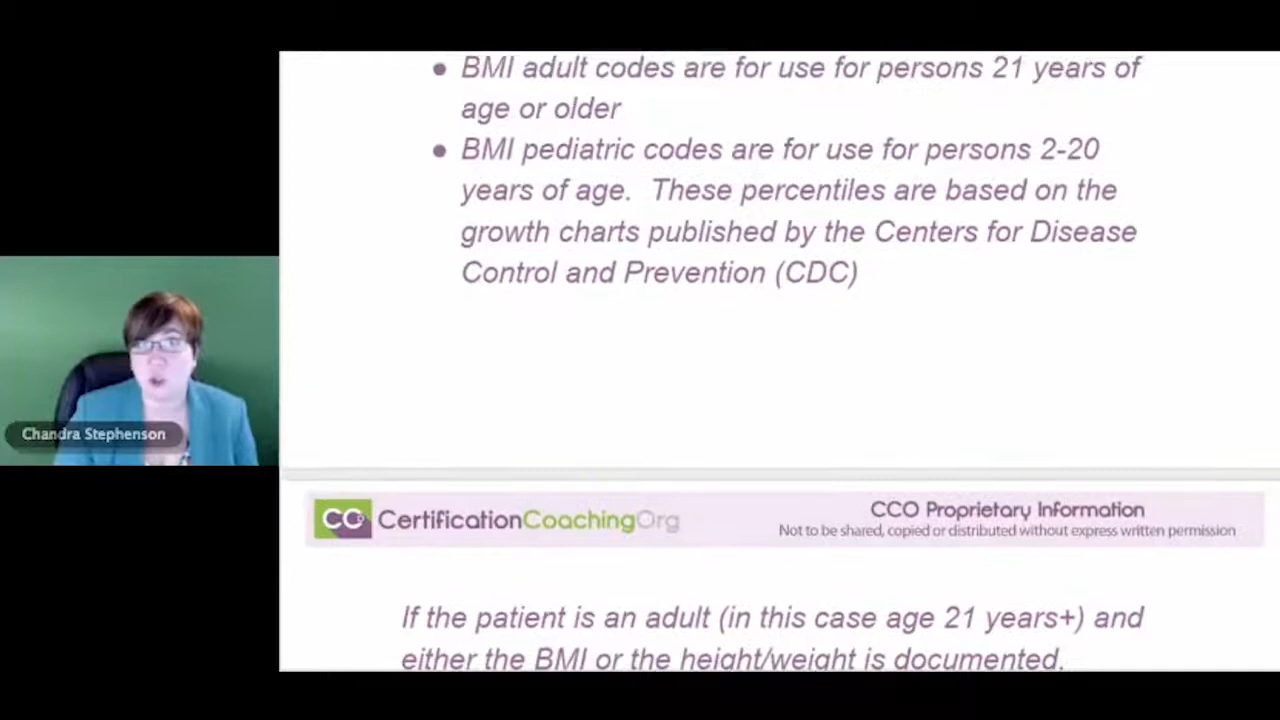 ● BMI adult codes are for use for persons 21 years of
age or older
● BMI pediatric codes are for use for persons 2-20
years of age. These percentiles are based on the
growth charts published by the Centers for Disease
Control and Prevention (CDC)
Chandra Stephenson
CCO CertificationCoachingOrg
CCO Proprietary Information
Not to be shared, copied or distributed without express written permission
If the patient is an adult (in this case age 21 years+) and
either the BMI or the height/weight is documented.